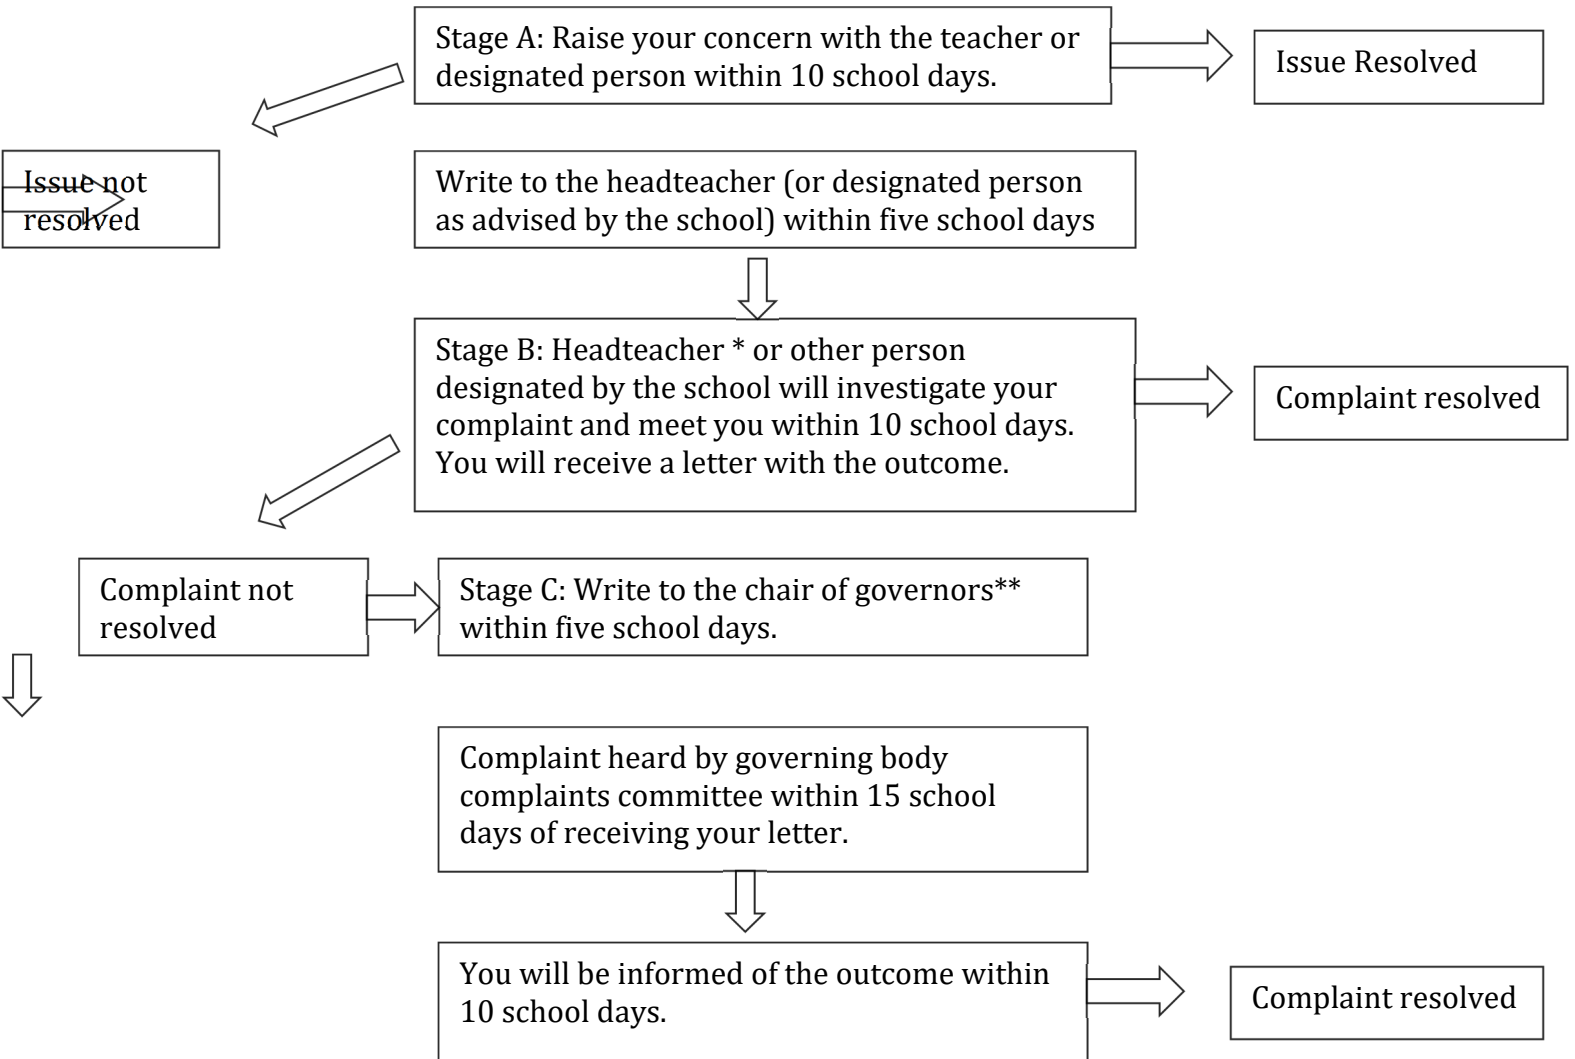 Stage A: Raise your concern with the teacher or
designated person within 10 school days.
Issue Resolved
Issue not
resolved
Write to the headteacher (or designated person
as advised by the school) within five school days
Stage B: Headteacher * or other person
designated by the school will investigate your
complaint and meet you within 10 school days.
You will receive a letter with the outcome.
Complaint resolved
Complaint not
resolved
Stage C: Write to the chair of governors**
within five school days.
Complaint heard by governing body
complaints committee within 15 school
days of receiving your letter.
You will be informed of the outcome within
10 school days.
Complaint resolved